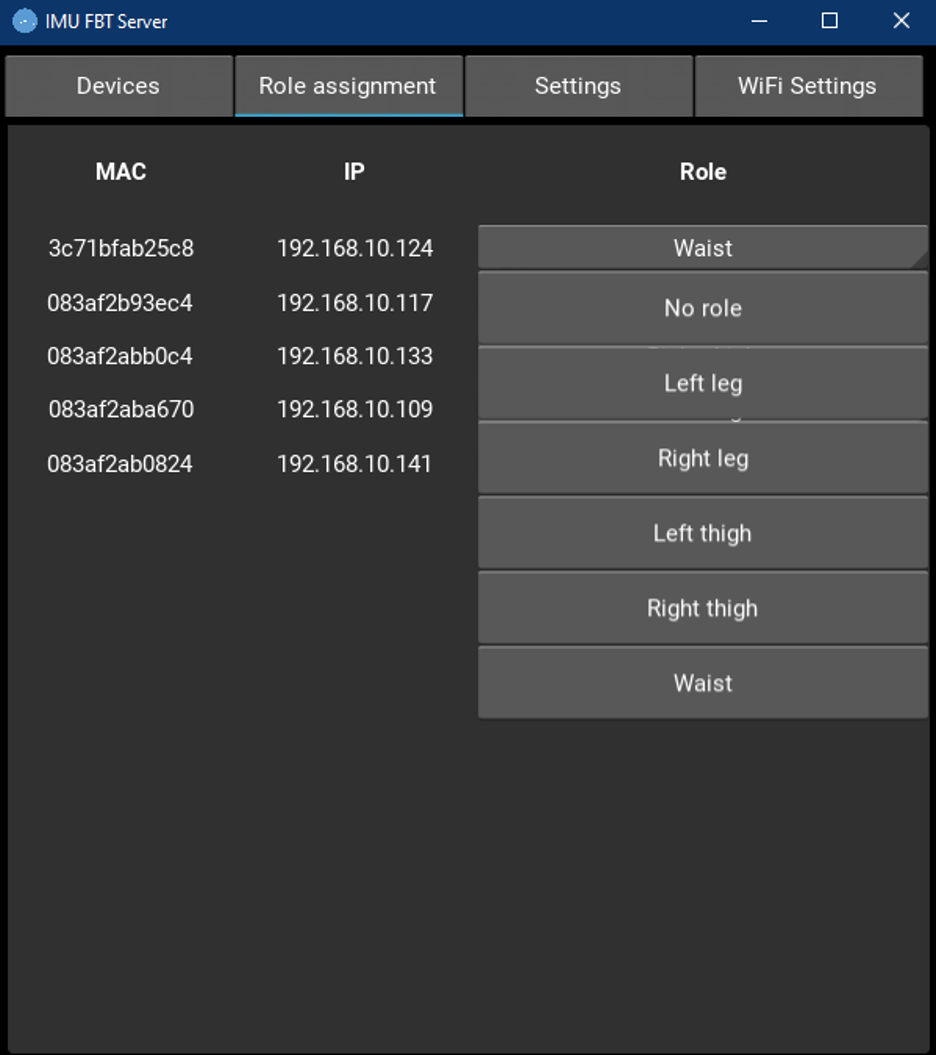 IMU FBT Server
Devices Role assignment Settings WiFi Settings
MAC IP Role
3c71bfab25c8 192.168.10.124 Waist
083af2b93ec4 192.168.10.117 No role
083af2abb0c4 192.168.10.133
Left leg
083af2aba670 192.168.10.109
083af2ab0824 192.168.10.141 Right leg
Left thigh
Right thigh
Waist